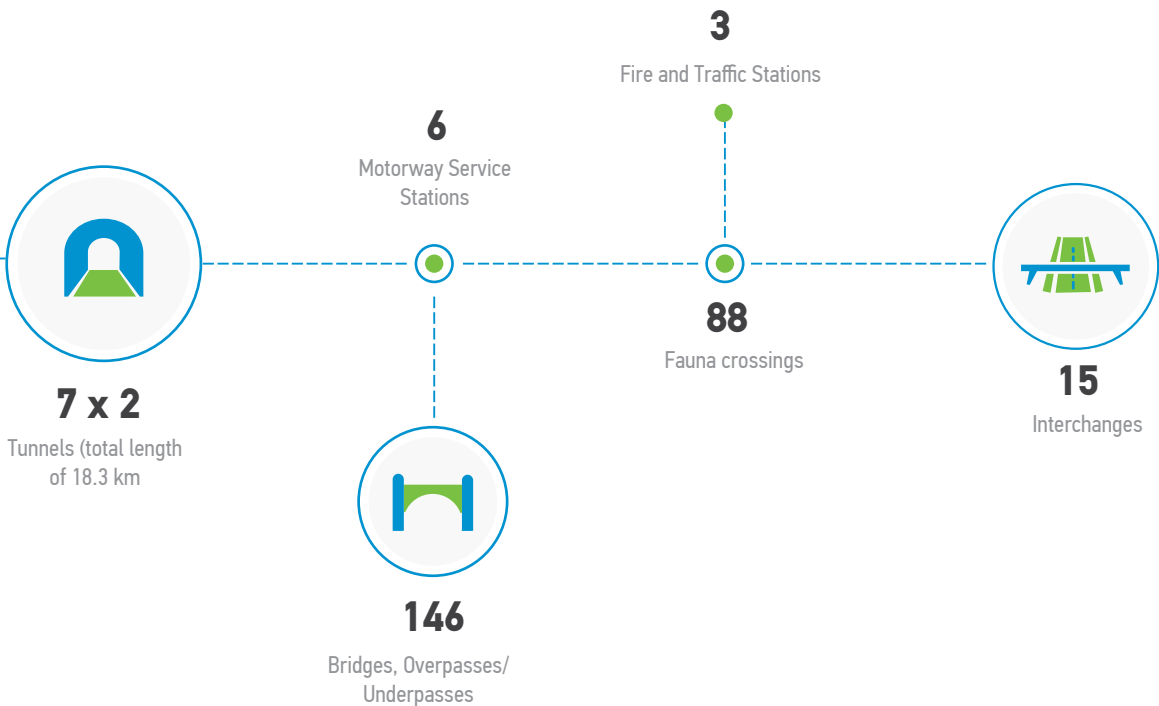 3
Fire and Traffic Stations
6
Motorway Service
Stations
88
Fauna crossings
15
Interchanges
7 x 2
Tunnels (total length
of 18.3 km
146
Bridges, Overpasses/
Underpasses